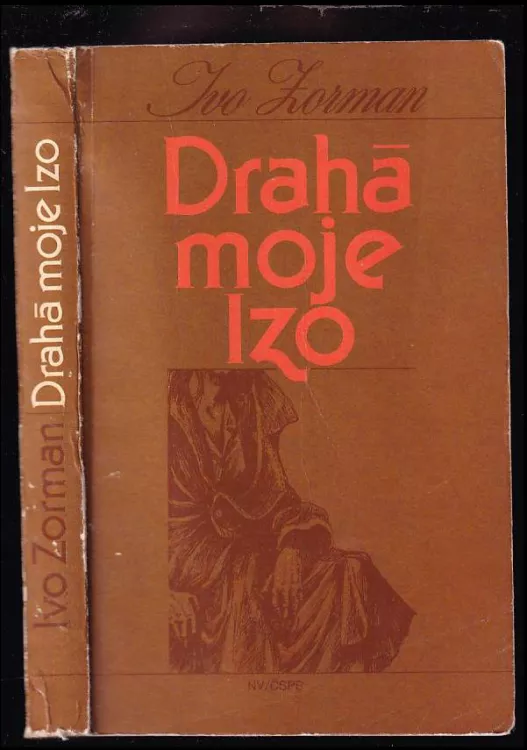 Ivo Zorman
Drahá
moje
Izo
NV/ČSPB
Ivo Zorman Drahá moje Izo